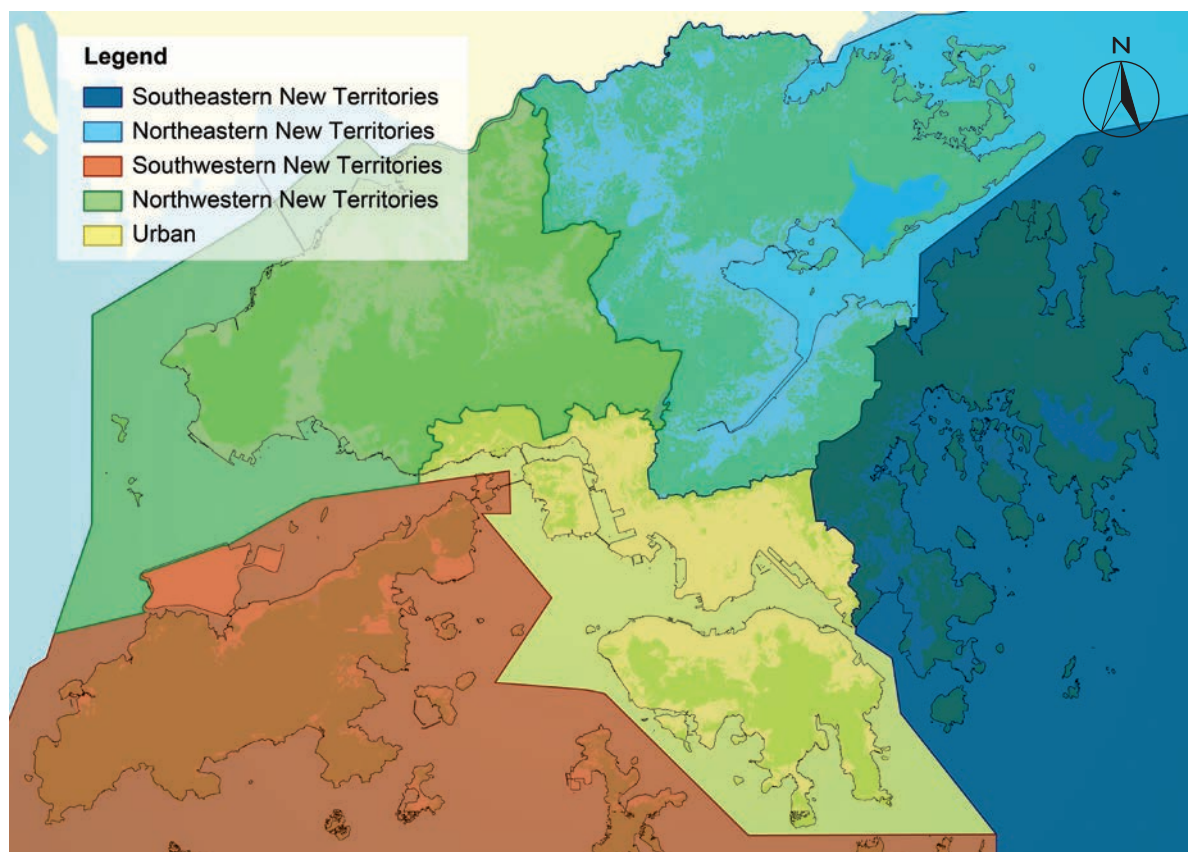 Legend
Southeastern New Territories
Northeastern New Territories
Southwestern New Territories
Northwestern New Territories
Urban
N